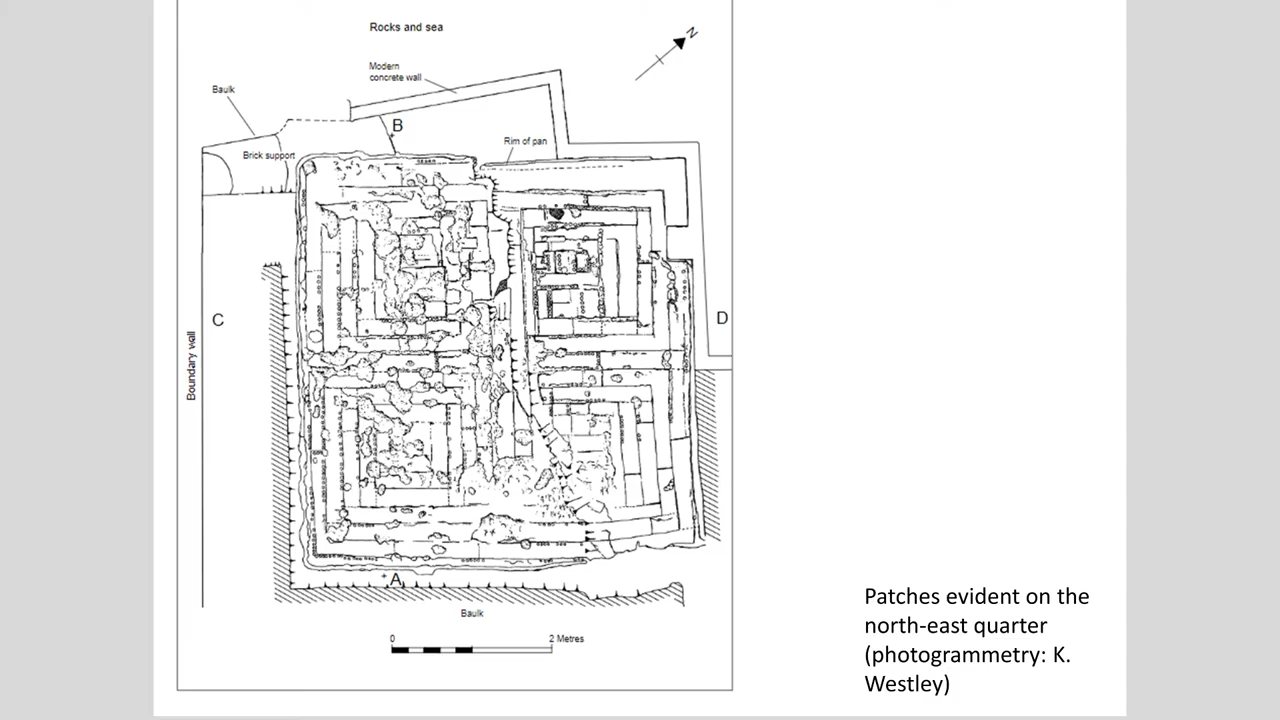 Rocks and sea
N
Modern
concrete wall
Baulk
B
Rim of pan
Brick support
C
D
Boundary wall
A
Baulk
0
2 Metres
Patches evident on the
north-east quarter
(photogrammetry: K.
Westley)